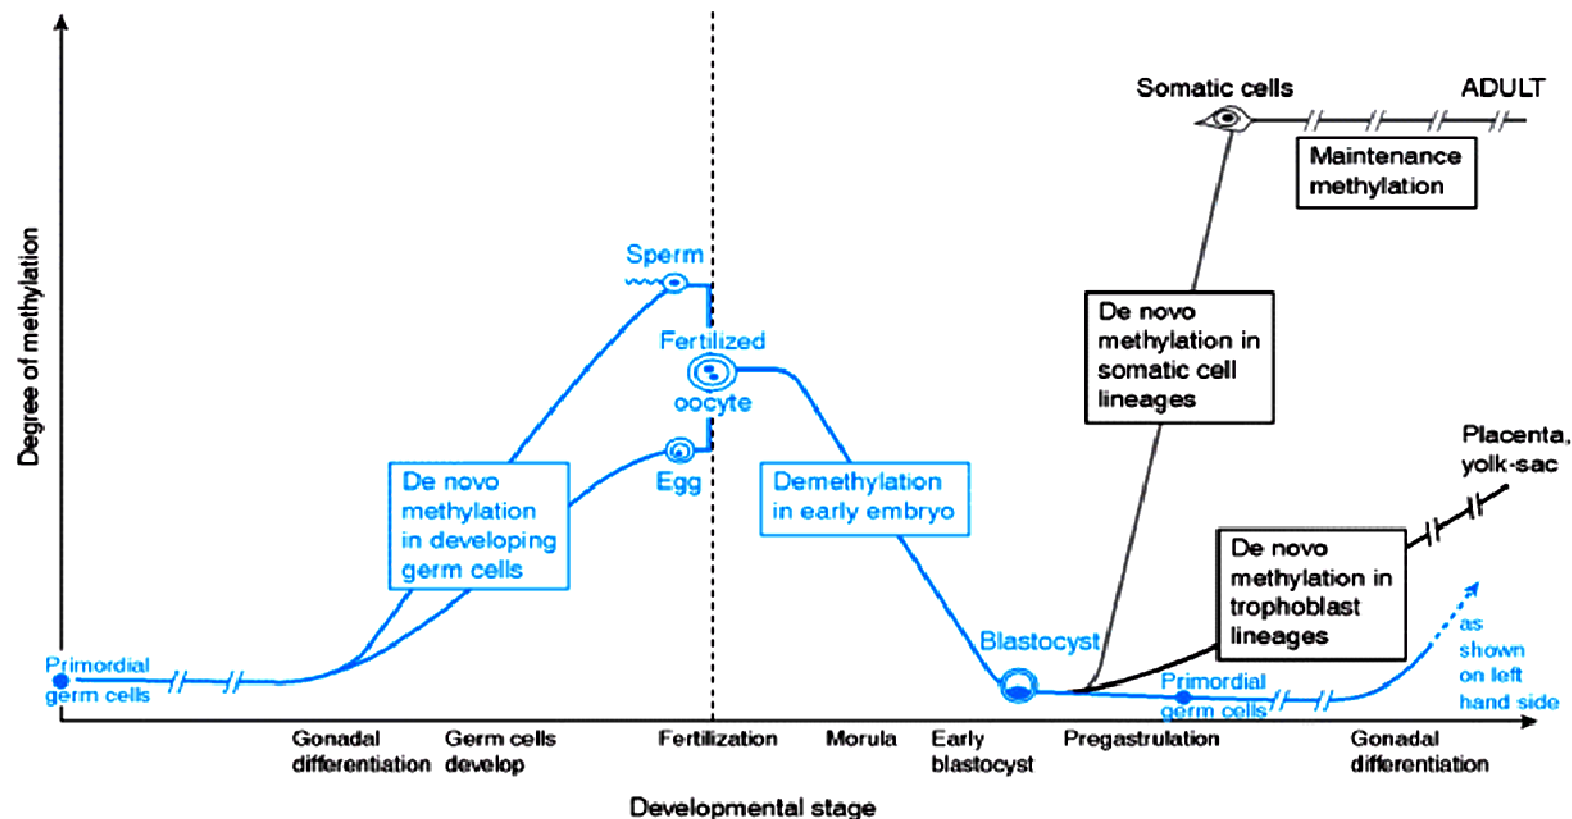 Degree of methylation
Primordial
germ cells
De novo
methylation
in developing
germ cells
Sperm
Fertilized
oocyte
Egg
Demethylation
in early embryo
Blastocyst
Somatic cells
ADULT
Maintenance
methylation
De novo
methylation in
somatic cell
lineages
Placenta,
yolk-sac
De novo
methylation in
trophoblast
lineages
Primordial
germ cells
as
shown
on left
hand side
Gonadal
differentiation
Germ cells
develop
Fertilization
Morula
Early
blastocyst
Pregastrulation
Gonadal
differentiation
Developmental stage